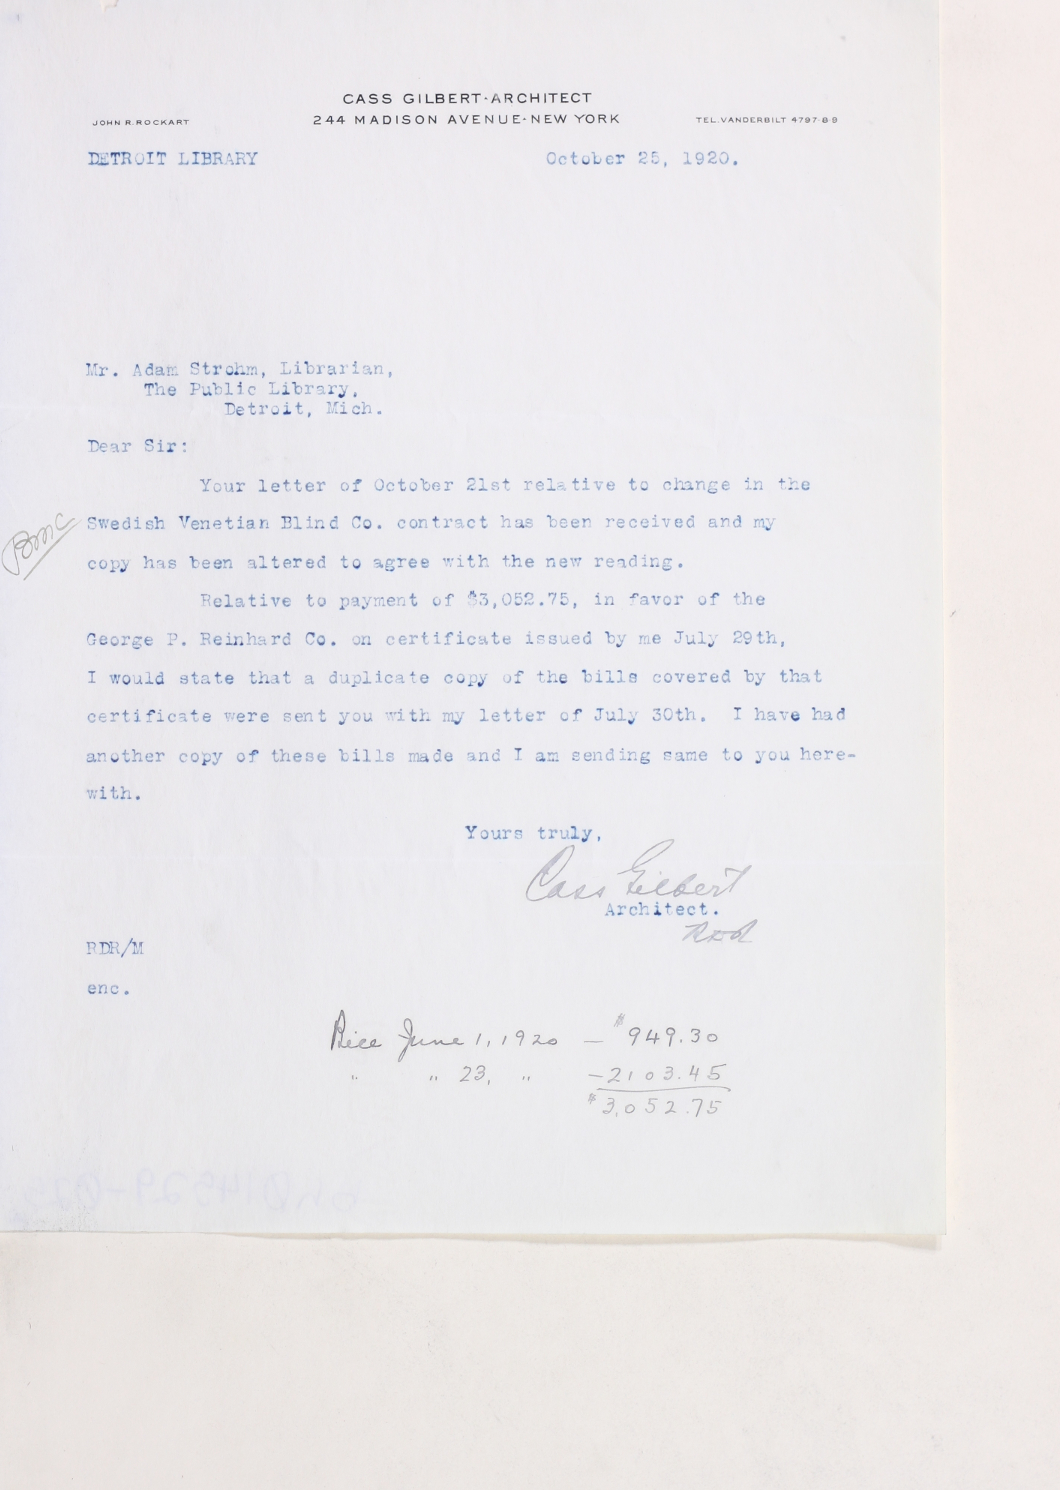 CASS GILBERT-ARCHITECT
244 MADISON AVENUE-NEW YORK
JOHN R. ROCKART
TEL. VANDERBILT 4797-8-9
DETROIT LIBRARY
October 25, 1920.
Mr. Adam Strohm, Librarian,
The Public Library,
Detroit, Mich.
Dear Sir:
Your letter of October 21st relative to change in the
Swedish Venetian Blind Co. contract has been received and my
copy has been altered to agree with the new reading.
Relative to payment of $3,052.75, in favor of the
George P. Reinhard Co. on certificate issued by me July 29th,
I would state that a duplicate copy of the bills covered by that
certificate were sent you with my letter of July 30th. I have had
another copy of these bills made and I am sending same to you here-
with.
Yours truly,
Cass Gilbert
Architect.
RDR/M
enc.
June 1, 1920 — $949.30
" " 23, " —2103.45
$3,052.75